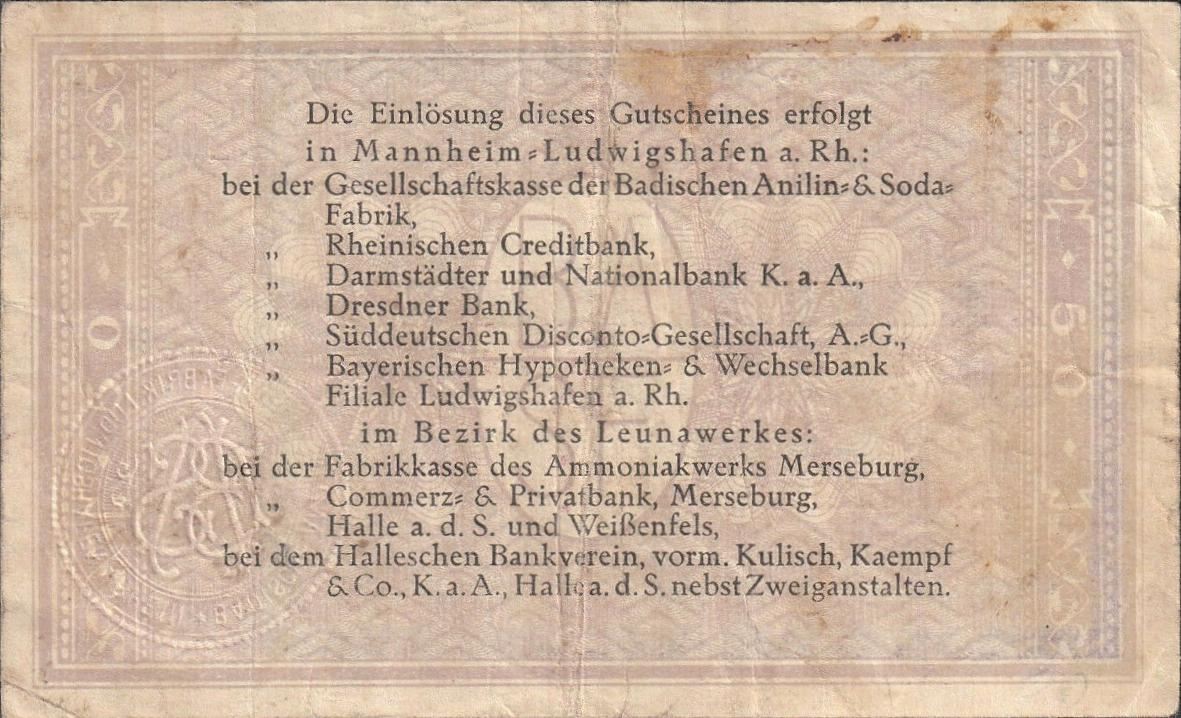 Die Einlösung dieses Gutscheines erfolgt
in Mannheim-Ludwigshafen a. Rh.:
bei der Gesellschaftskasse der Badischen Anilin- & Soda-
Fabrik,
„ Rheinischen Creditbank,
„ Darmstädter und Nationalbank K. a. A.,
„ Dresdner Bank,
„ Süddeutschen Disconto-Gesellschaft, A.-G.,
„ Bayerischen Hypotheken- & Wechselbank
Filiale Ludwigshafen a. Rh.
im Bezirk des Leunawerkes:
bei der Fabrikkasse des Ammoniakwerks Merseburg,
„ Commerz- & Privatbank, Merseburg,
Halle a. d. S. und Weißenfels,
bei dem Halleschen Bankverein, vorm. Kulisch, Kaempf
& Co., K. a. A., Halle a. d. S. nebst Zweiganstalten.